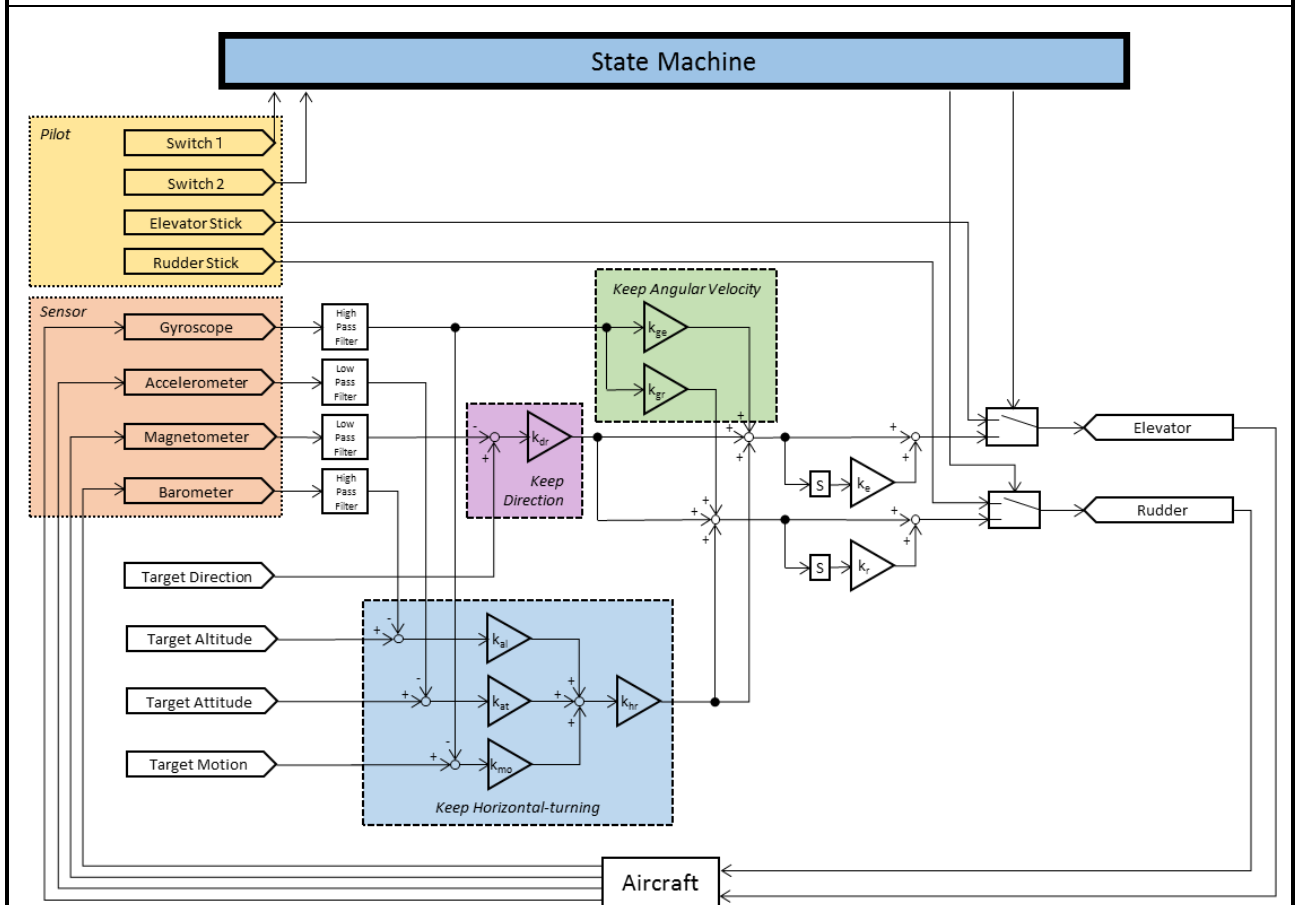 State Machine
Pilot
Switch 1
Switch 2
Elevator Stick
Rudder Stick
Sensor
Gyroscope
Accelerometer
Magnetometer
Barometer
High
Pass
Filter
Low
Pass
Filter
Low
Pass
Filter
High
Pass
Filter
Keep Angular Velocity
kge
kgr
kdr
Keep
Direction
- + + + + + + +
S
ke
+ +
Elevator
+ + +
S
kr
+ +
Rudder
Target Direction
Target Altitude
Target Attitude
Target Motion
- +
kal
- +
kat
- +
kmo
+ + +
khr
Keep Horizontal-turning
Aircraft